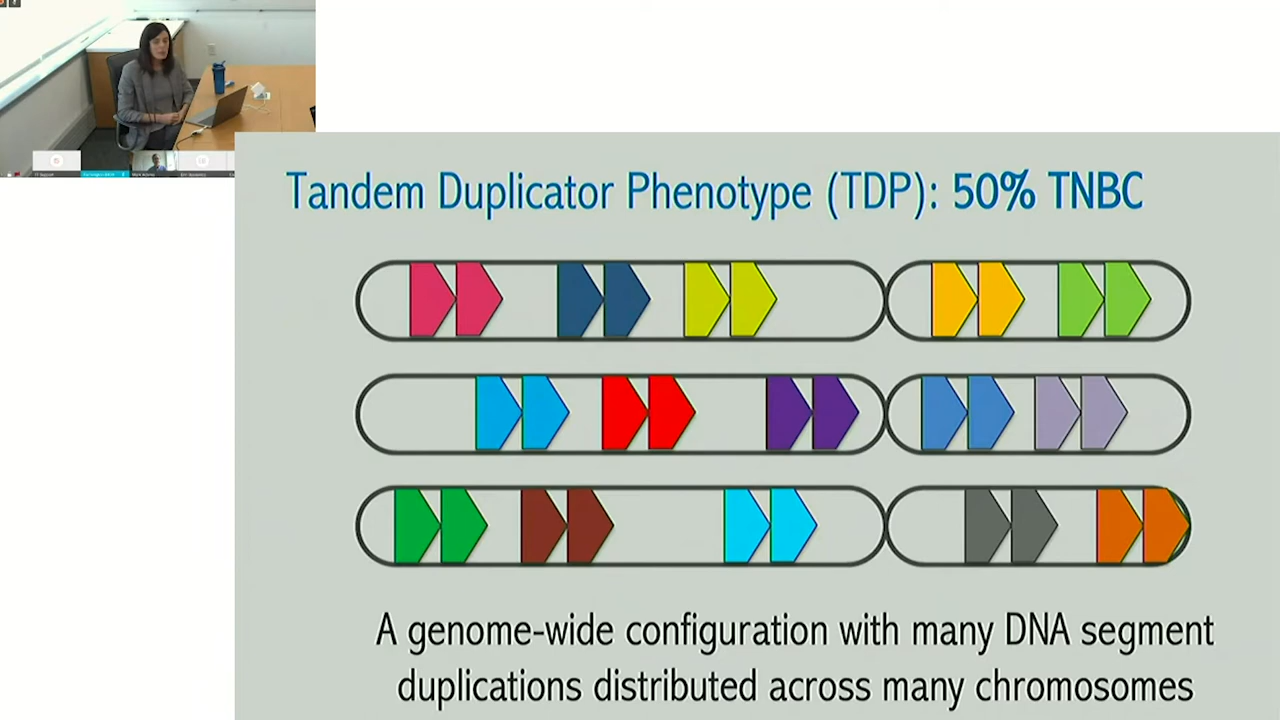 Tandem Duplicator Phenotype (TDP): 50% TNBC
A genome-wide configuration with many DNA segment
duplications distributed across many chromosomes